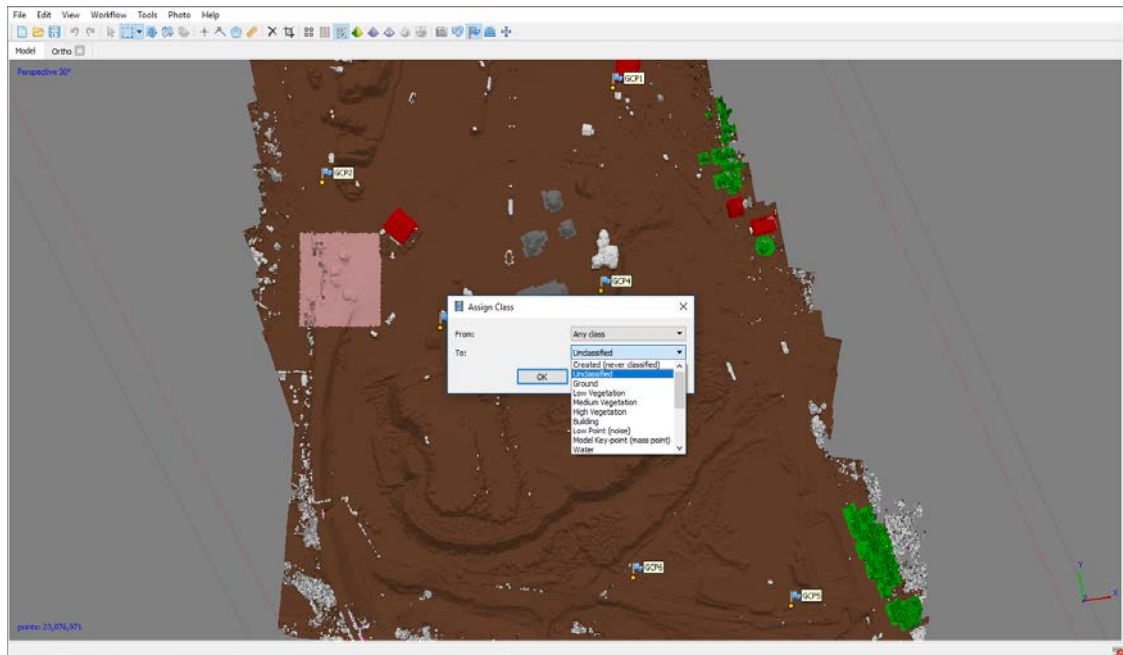 File Edit View Workflow Tools Photo Help
Model Ortho
Perspective 30°
GCP1
GCP2
GCP4
Assign Class
From: Any class
To: Unclassified
Created (never classified)
Unclassified
Ground
Low Vegetation
Medium Vegetation
High Vegetation
Building
Low Point (noise)
Model Key-point (mass point)
Water
OK
GCP6
GCP5
Y
X
Z
points: 23,076,971